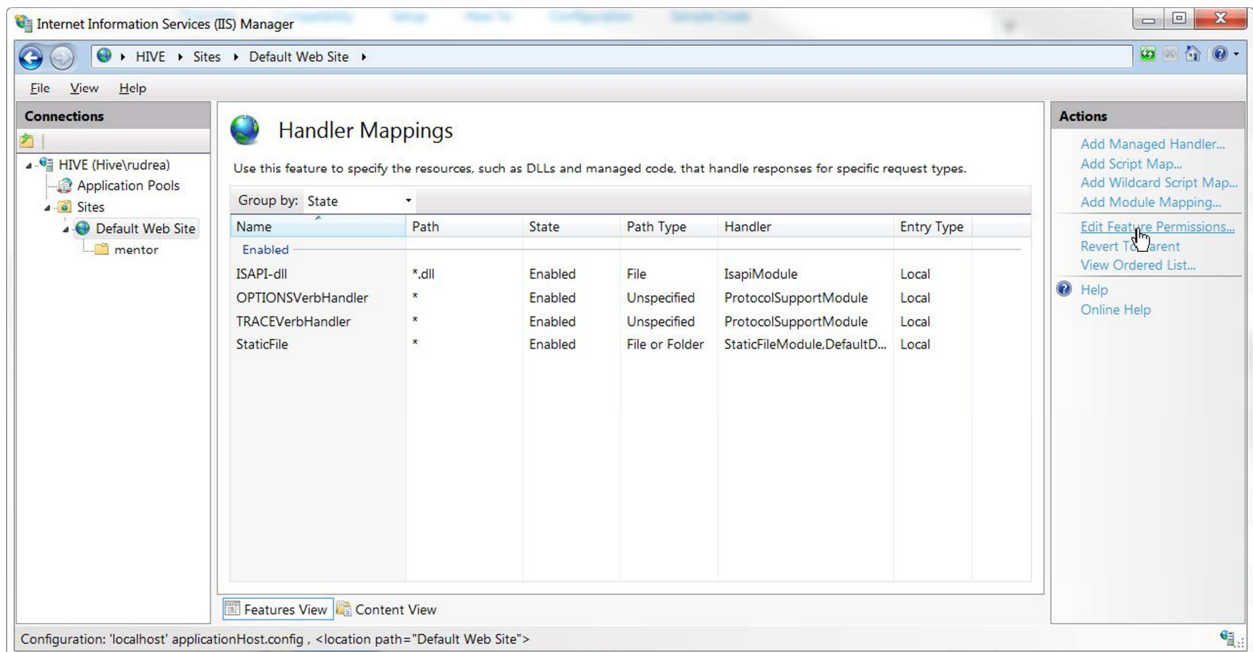 Internet Information Services (IIS) Manager
HIVE Sites Default Web Site
File View Help
Connections
HIVE (Hive\rudrea)
Application Pools
Sites
Default Web Site
mentor
Handler Mappings
Use this feature to specify the resources, such as DLLs and managed code, that handle responses for specific request types.
Group by: State
Name Path State Path Type Handler Entry Type
Enabled
ISAPI-dll *.dll Enabled File IsapiModule Local
OPTIONSVerbHandler * Enabled Unspecified ProtocolSupportModule Local
TRACEVerbHandler * Enabled Unspecified ProtocolSupportModule Local
StaticFile * Enabled File or Folder StaticFileModule,DefaultD... Local
Features View Content View
Actions
Add Managed Handler...
Add Script Map...
Add Wildcard Script Map...
Add Module Mapping...
Edit Feature Permissions...
Revert To Parent
View Ordered List...
Help
Online Help
Configuration: 'localhost' applicationHost.config , <location path="Default Web Site">